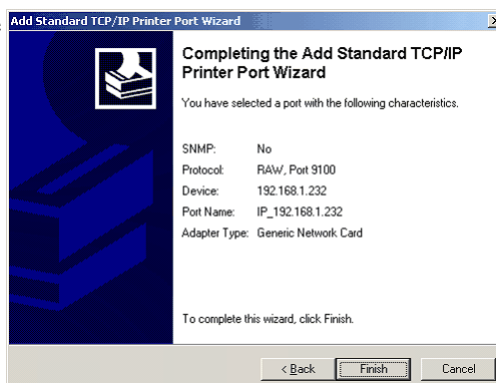 Add Standard TCP/IP Printer Port Wizard
Completing the Add Standard TCP/IP
Printer Port Wizard
You have selected a port with the following characteristics.
SNMP: No
Protocol: RAW, Port 9100
Device: 192.168.1.232
Port Name: IP_192.168.1.232
Adapter Type: Generic Network Card
To complete this wizard, click Finish.
< Back Finish Cancel